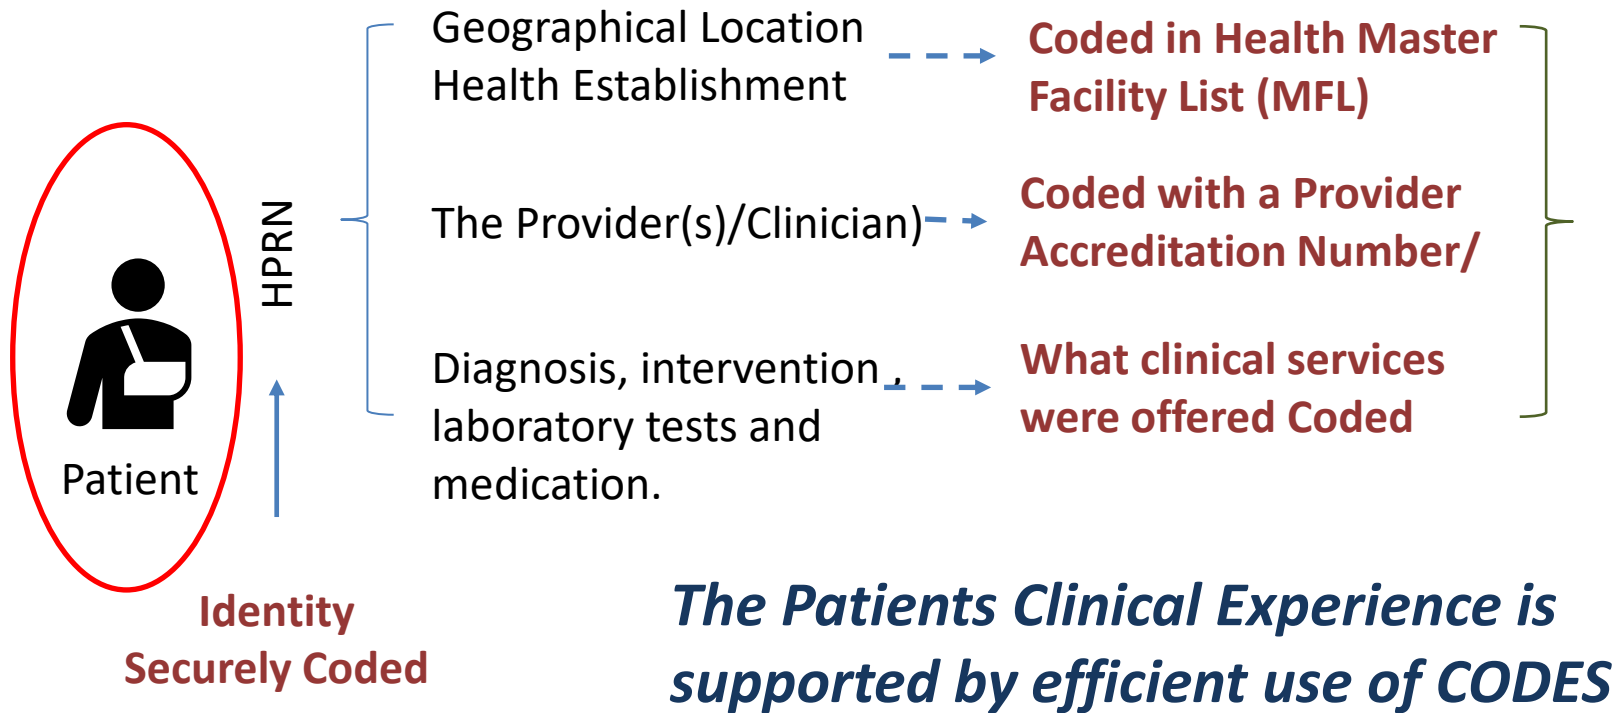 Geographical Location
Health Establishment
Coded in Health Master
Facility List (MFL)
HPRN
The Provider(s)/Clinician)
Coded with a Provider
Accreditation Number/
Patient
Diagnosis, intervention ,
laboratory tests and
medication.
What clinical services
were offered Coded
Identity
Securely Coded
The Patients Clinical Experience is
supported by efficient use of CODES